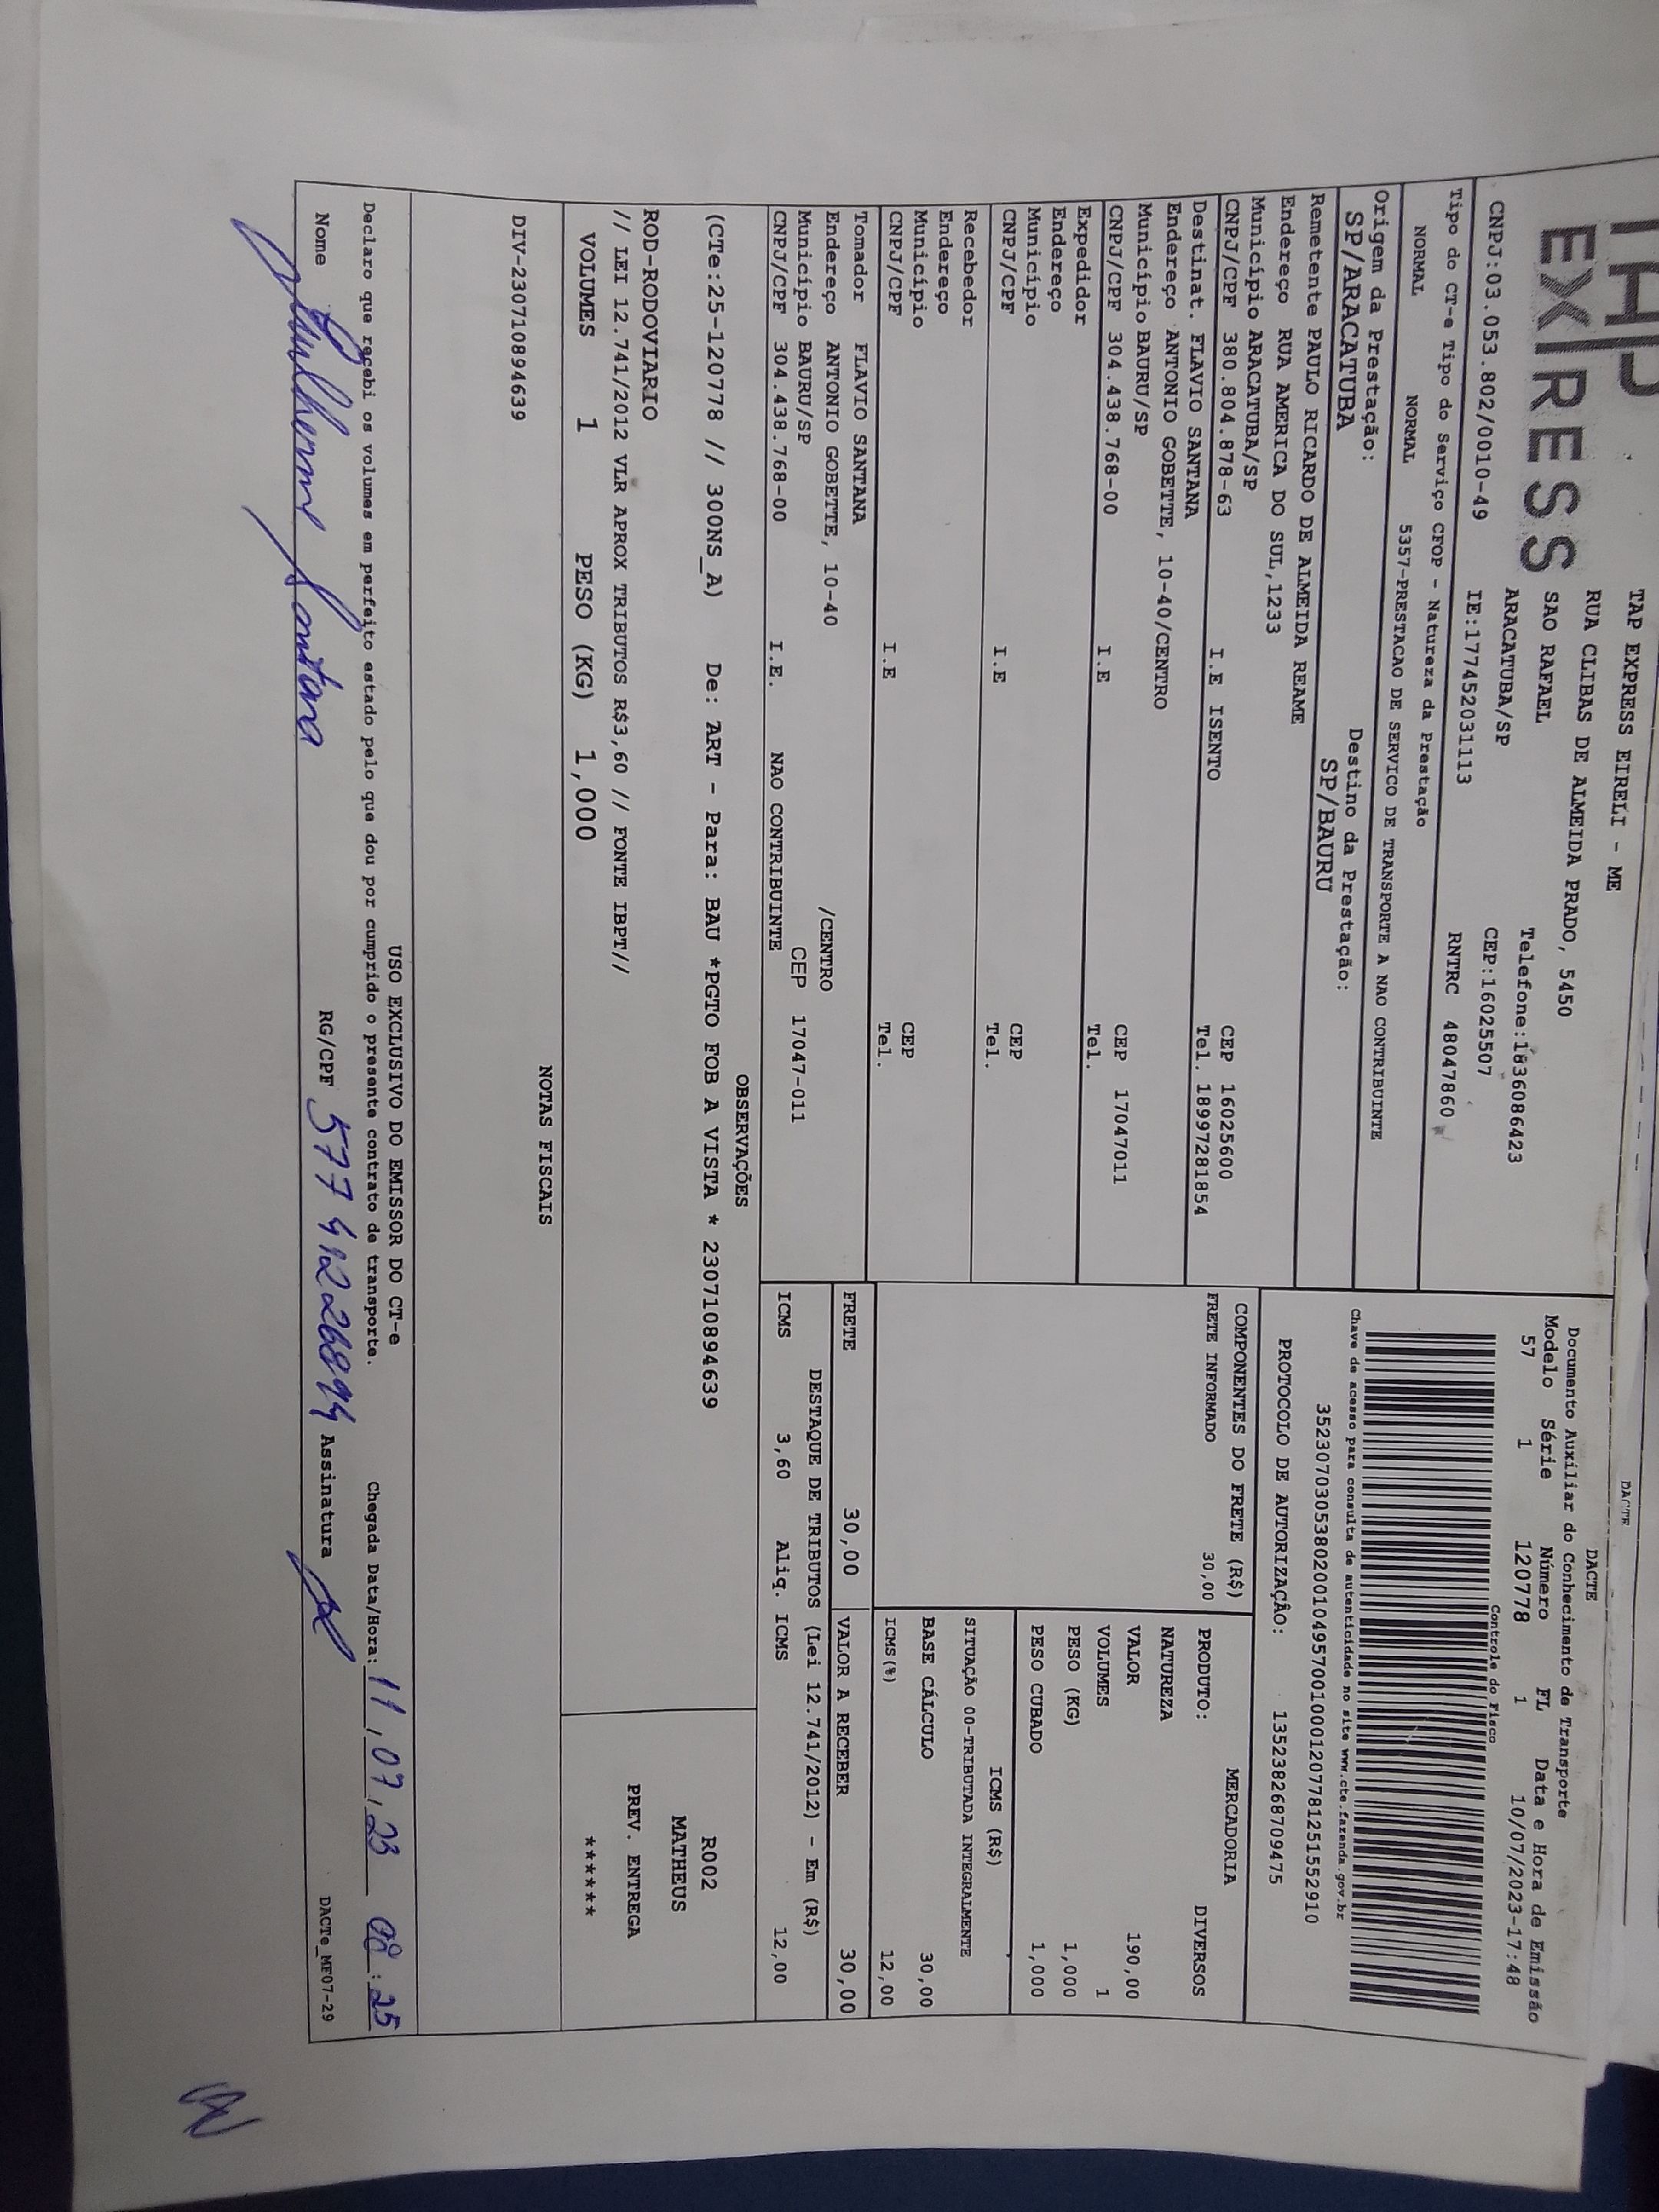 TAP EXPRESS EIRELI - ME
EXPRESS
RUA CLIBAS DE ALMEIDA PRADO, 5450
SAO RAFAEL
Telefone:1836086423
ARACATUBA/SP
CEP:16025507
CNPJ:03.053.802/0010-49
IE:177452031113
RNTRC 48047860
DACTE
DACTE
Documento Auxiliar do Conhecimento de Transporte
Modelo Série Número FL Data e Hora de Emissão
57 1 120778 1 10/07/2023-17:48
Controle do Fisco
Chave de acesso para consulta de autenticidade no site www.cte.fazenda.gov.br
35230703053802001049570010001207781251552910
PROTOCOLO DE AUTORIZAÇÃO: 135238268709475
Tipo do CT-e Tipo do Serviço CFOP - Natureza da Prestação
NORMAL NORMAL 5357-PRESTACAO DE SERVICO DE TRANSPORTE A NAO CONTRIBUINTE
Origem da Prestação: Destino da Prestação:
SP/ARACATUBA SP/BAURU
Remetente PAULO RICARDO DE ALMEIDA REAME
Endereço RUA AMERICA DO SUL,1233
Município ARACATUBA/SP CEP 16025600
CNPJ/CPF 380.804.878-63 I.E ISENTO Tel. 18997281854
Destinat. FLAVIO SANTANA
Endereço ANTONIO GOBETTE, 10-40/CENTRO
Município BAURU/SP CEP 17047011
CNPJ/CPF 304.438.768-00 I.E Tel.
Expedidor
Endereço
Município CEP
CNPJ/CPF I.E Tel.
Recebedor
Endereço
Município CEP
CNPJ/CPF I.E Tel.
Tomador FLAVIO SANTANA
Endereço ANTONIO GOBETTE, 10-40 /CENTRO
Município BAURU/SP CEP 17047-011
CNPJ/CPF 304.438.768-00 I.E. NAO CONTRIBUINTE
COMPONENTES DO FRETE (R$)
FRETE INFORMADO 30,00
MERCADORIA
PRODUTO: DIVERSOS
NATUREZA
VALOR 190,00
VOLUMES 1
PESO (KG) 1,000
PESO CUBADO 1,000
ICMS (R$)
SITUAÇÃO 00-TRIBUTADA INTEGRALMENTE
BASE CÁLCULO 30,00
ICMS(%) 12,00
FRETE 30,00 VALOR A RECEBER 30,00
DESTAQUE DE TRIBUTOS (Lei 12.741/2012) - Em (R$)
ICMS 3,60 Aliq. ICMS 12,00
OBSERVAÇÕES
(CTe:25-120778 // 300NS_A) De: ART - Para: BAU *PGTO FOB A VISTA * 230710894639
ROD-RODOVIARIO
// LEI 12.741/2012 VLR APROX TRIBUTOS R$3,60 // FONTE IBPT//
VOLUMES 1 PESO (KG) 1,000
R002
MATHEUS
PREV. ENTREGA
******
NOTAS FISCAIS
DIV-230710894639
USO EXCLUSIVO DO EMISSOR DO CT-e
Declaro que recebi os volumes em perfeito estado pelo que dou por cumprido o presente contrato de transporte. Chegada Data/Hora: 11,07,23 08:25
Nome Guilherme Santana RG/CPF Assinatura DACTe_MF07-29